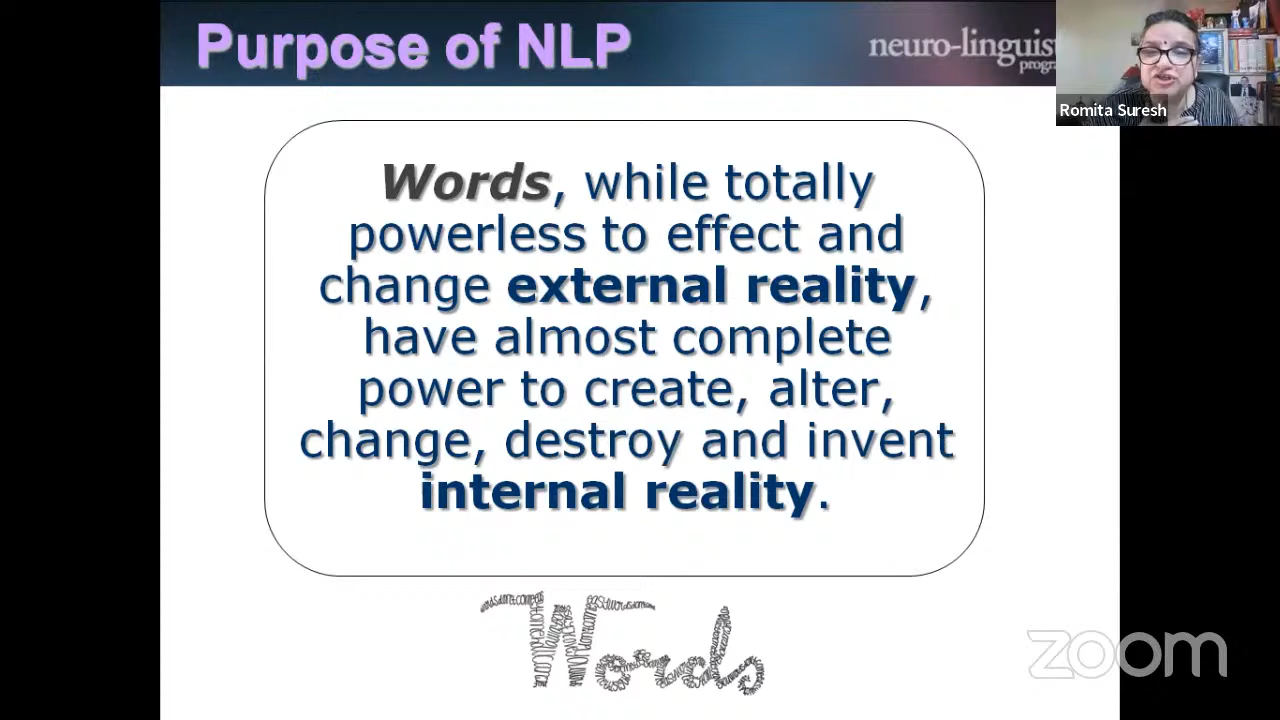 Purpose of NLP
neuro-linguist
progra
Romita Suresh
Words, while totally
powerless to effect and
change external reality,
have almost complete
power to create, alter,
change, destroy and invent
internal reality.
Words
zoom